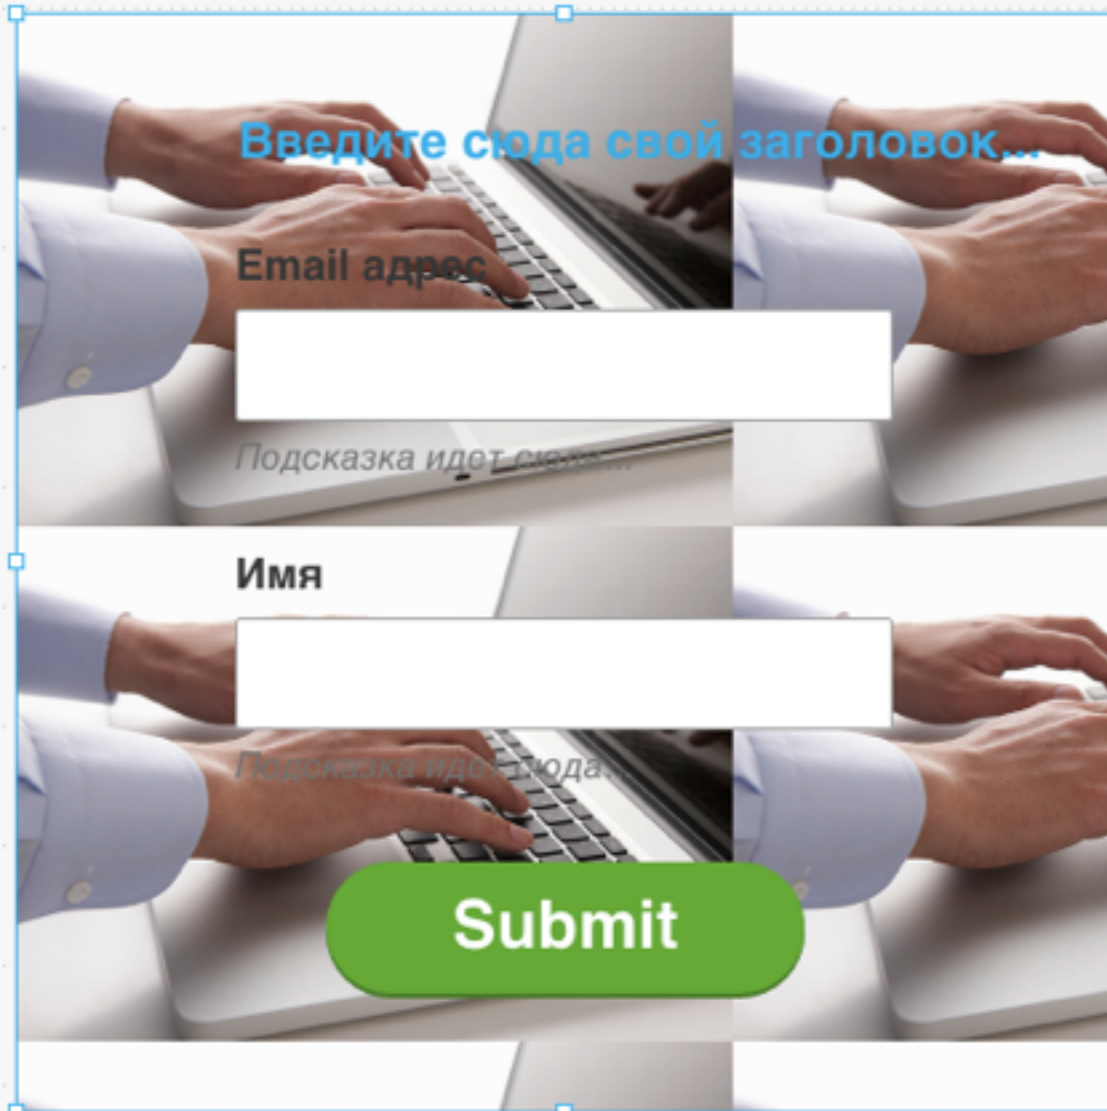 Введите сюда свой заголовок...
Email адрес
Подсказка идет сюда...
Имя
Подсказка идет сюда...
Submit